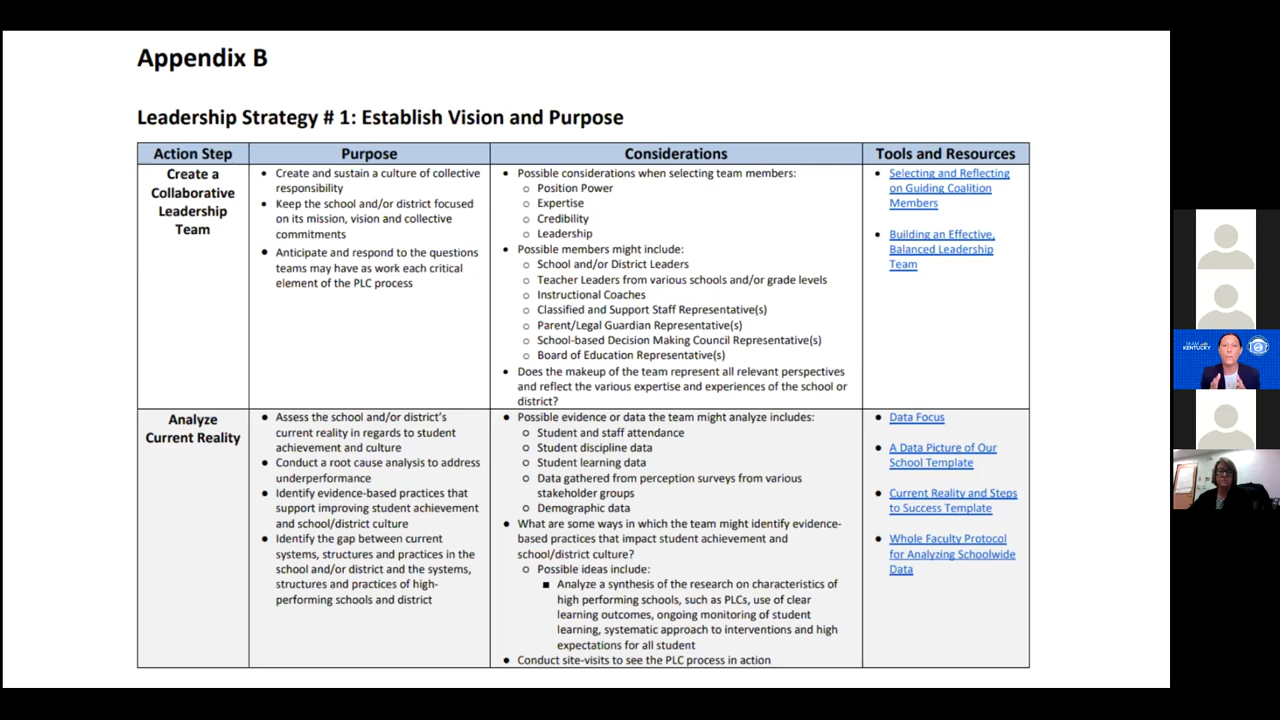 Appendix B
Leadership Strategy # 1: Establish Vision and Purpose
Action Step
Purpose
Considerations
Tools and Resources
Create a
Collaborative
Leadership
Team
• Create and sustain a culture of collective
responsibility
• Keep the school and/or district focused
on its mission, vision and collective
commitments
• Anticipate and respond to the questions
teams may have as work each critical
element of the PLC process
• Possible considerations when selecting team members:
o Position Power
o Expertise
o Credibility
o Leadership
• Possible members might include:
o School and/or District Leaders
o Teacher Leaders from various schools and/or grade levels
o Instructional Coaches
o Classified and Support Staff Representative(s)
o Parent/Legal Guardian Representative(s)
o School-based Decision Making Council Representative(s)
o Board of Education Representative(s)
• Does the makeup of the team represent all relevant perspectives
and reflect the various expertise and experiences of the school or
district?
• Selecting and Reflecting
on Guiding Coalition
Members
• Building an Effective,
Balanced Leadership
Team
Analyze
Current Reality
• Assess the school and/or district's
current reality in regards to student
achievement and culture
• Conduct a root cause analysis to address
underperformance
• Identify evidence-based practices that
support improving student achievement
and school/district culture
• Identify the gap between current
systems, structures and practices in the
school and/or district and the systems,
structures and practices of high-
performing schools and district
• Possible evidence or data the team might analyze includes:
o Student and staff attendance
o Student discipline data
o Student learning data
o Data gathered from perception surveys from various
stakeholder groups
o Demographic data
• What are some ways in which the team might identify evidence-
based practices that impact student achievement and
school/district culture?
o Possible ideas include:
■ Analyze a synthesis of the research on characteristics of
high performing schools, such as PLCs, use of clear
learning outcomes, ongoing monitoring of student
learning, systematic approach to interventions and high
expectations for all student
• Conduct site-visits to see the PLC process in action
• Data Focus
• A Data Picture of Our
School Template
• Current Reality and Steps
to Success Template
• Whole Faculty Protocol
for Analyzing Schoolwide
Data
TEAM
KENTUCKY